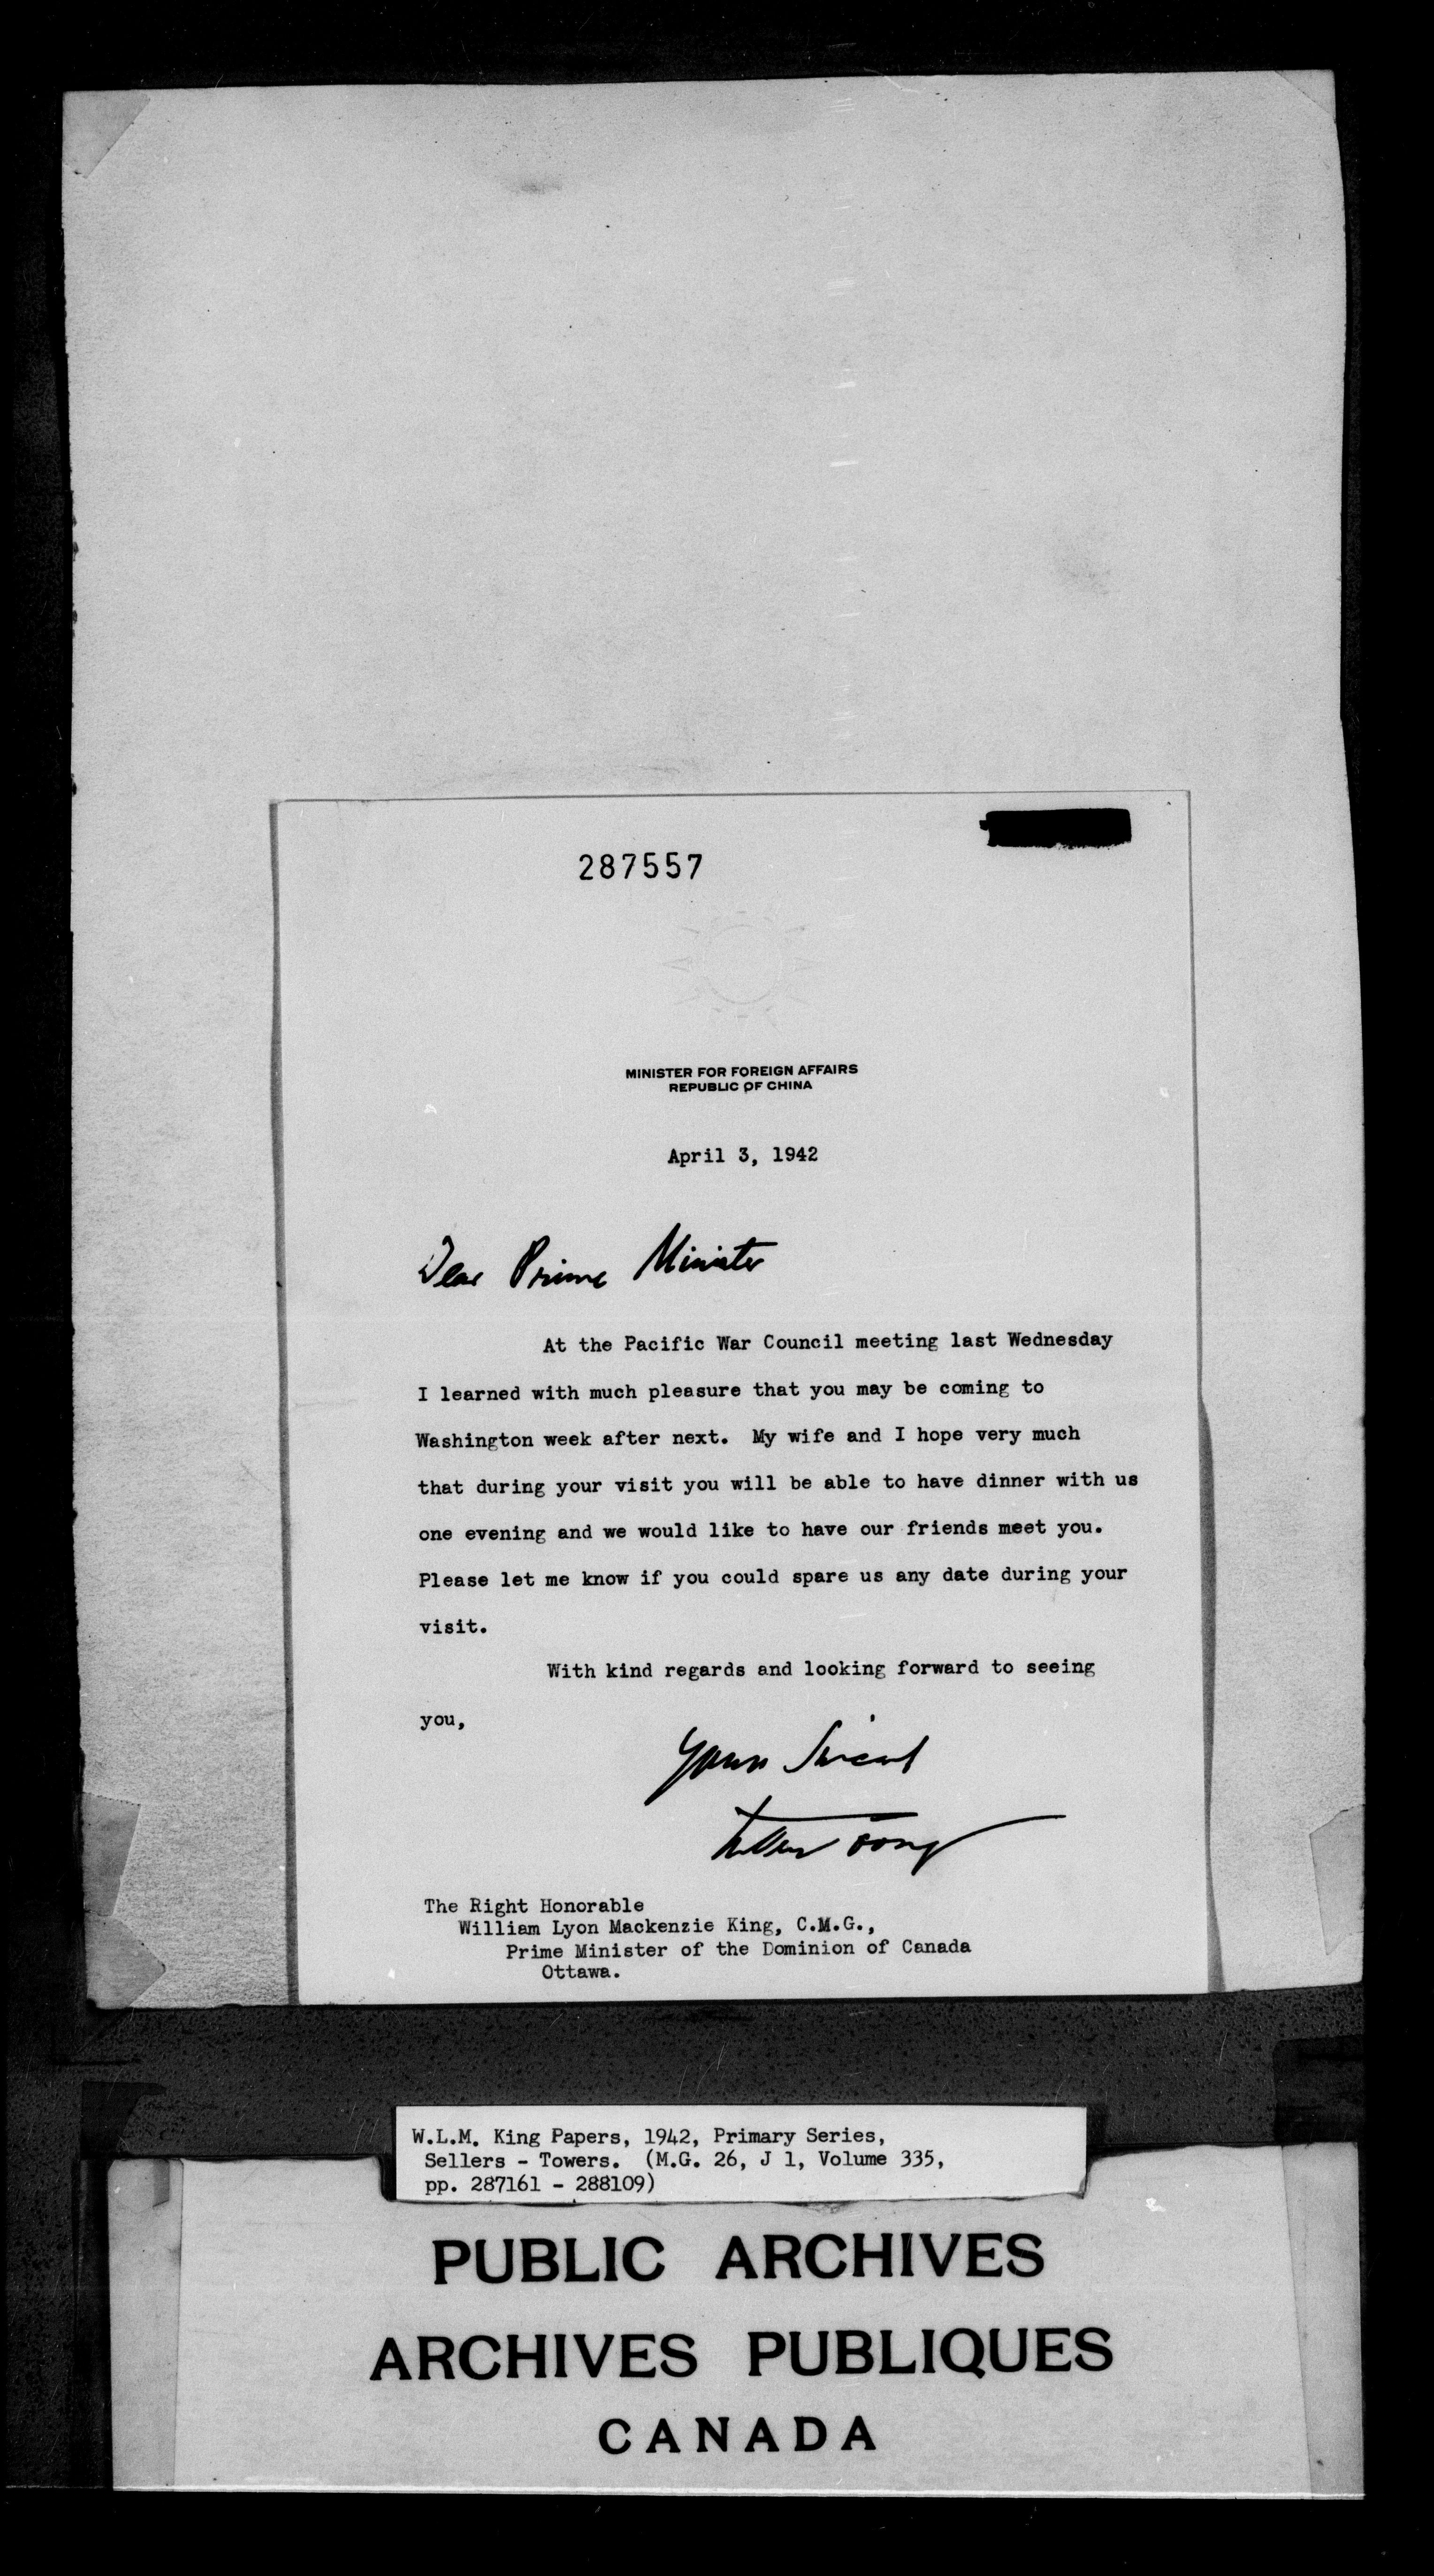 287557
MINISTER FOR FOREIGN AFFAIRS
REPUBLIC OF CHINA
April 3, 1942
Dear Prime Minister
At the Pacific War Council meeting last Wednesday
I learned with much pleasure that you may be coming to
Washington week after next. My wife and I hope very much
that during your visit you will be able to have dinner with us
one evening and we would like to have our friends meet you.
Please let me know if you could spare us any date during your
visit.
With kind regards and looking forward to seeing
you,
Yours
Soong
The Right Honorable
William Lyon Mackenzie King, C.M.G.,
Prime Minister of the Dominion of Canada
Ottawa.
W.L.M. King Papers, 1942, Primary Series,
Sellers - Towers. (M.G. 26, J 1, Volume 335,
pp. 287161 - 288109)
PUBLIC ARCHIVES
ARCHIVES PUBLIQUES
CANADA